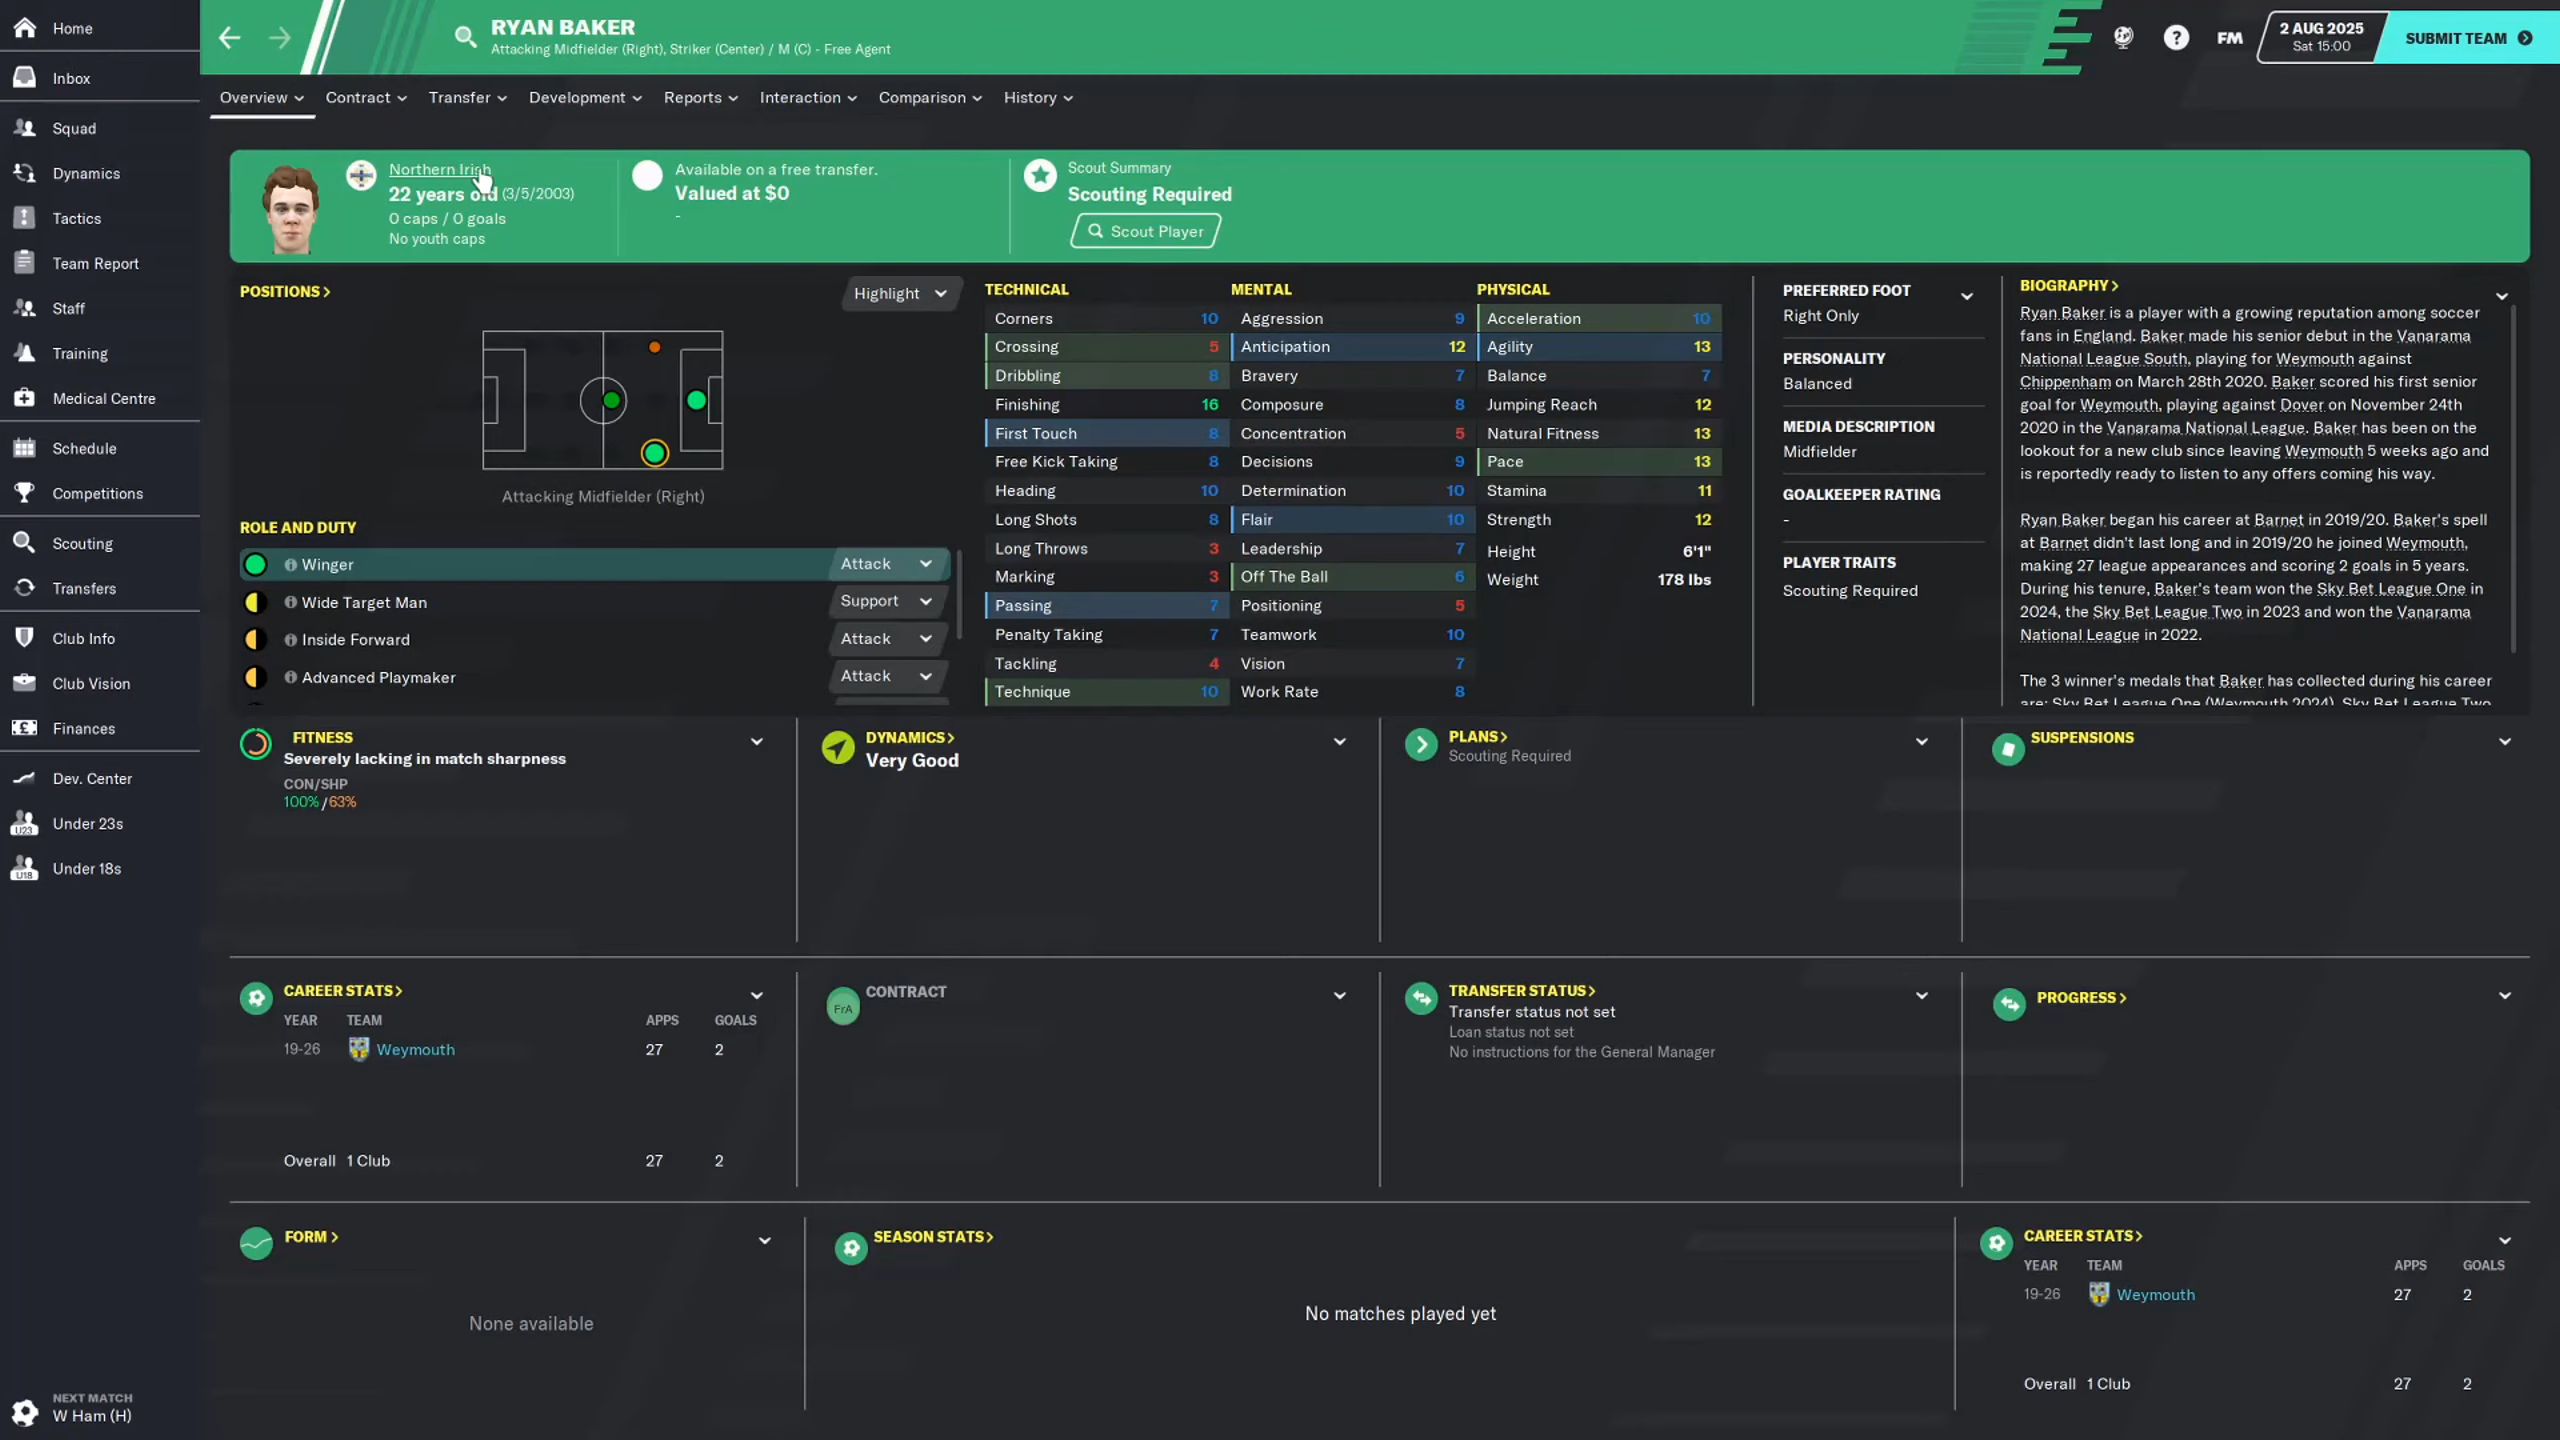 Home
Inbox
Squad
Dynamics
Tactics
Team Report
Staff
Training
Medical Centre
Schedule
Competitions
Scouting
Transfers
Club Info
Club Vision
Finances
Dev. Center
U23
Under 23s
U18
Under 18s
NEXT MATCH
W Ham (H)
RYAN BAKER
Attacking Midfielder (Right), Striker (Center) / M (C) - Free Agent
?
FM
2 AUG 2025
Sat 15:00
SUBMIT TEAM
Overview
Contract
Transfer
Development
Reports
Interaction
Comparison
History
Northern Irish
22 years old (3/5/2003)
0 caps / 0 goals
No youth caps
Available on a free transfer.
Valued at $0
-
Scout Summary
Scouting Required
Scout Player
POSITIONS >
Highlight
Attacking Midfielder (Right)
ROLE AND DUTY
Winger Attack
Wide Target Man Support
Inside Forward Attack
Advanced Playmaker Attack
TECHNICAL
Corners 10
Crossing 5
Dribbling 8
Finishing 16
First Touch 8
Free Kick Taking 8
Heading 10
Long Shots 8
Long Throws 3
Marking 3
Passing 7
Penalty Taking 7
Tackling 4
Technique 10
MENTAL
Aggression 9
Anticipation 12
Bravery 7
Composure 8
Concentration 5
Decisions 9
Determination 10
Flair 10
Leadership 7
Off The Ball 6
Positioning 5
Teamwork 10
Vision 7
Work Rate 8
PHYSICAL
Acceleration 10
Agility 13
Balance 7
Jumping Reach 12
Natural Fitness 13
Pace 13
Stamina 11
Strength 12
Height 6'1"
Weight 178 lbs
PREFERRED FOOT
Right Only
PERSONALITY
Balanced
MEDIA DESCRIPTION
Midfielder
GOALKEEPER RATING
-
PLAYER TRAITS
Scouting Required
BIOGRAPHY >
Ryan Baker is a player with a growing reputation among soccer
fans in England. Baker made his senior debut in the Vanarama
National League South, playing for Weymouth against
Chippenham on March 28th 2020. Baker scored his first senior
goal for Weymouth, playing against Dover on November 24th
2020 in the Vanarama National League. Baker has been on the
lookout for a new club since leaving Weymouth 5 weeks ago and
is reportedly ready to listen to any offers coming his way.
Ryan Baker began his career at Barnet in 2019/20. Baker's spell
at Barnet didn't last long and in 2019/20 he joined Weymouth,
making 27 league appearances and scoring 2 goals in 5 years.
During his tenure, Baker's team won the Sky Bet League One in
2024, the Sky Bet League Two in 2023 and won the Vanarama
National League in 2022.
The 3 winner's medals that Baker has collected during his career
are: Sky Bet League One (Weymouth 2024), Sky Bet League Two
FITNESS
Severely lacking in match sharpness
CON/SHP
100% / 63%
DYNAMICS >
Very Good
PLANS >
Scouting Required
SUSPENSIONS
CAREER STATS >
YEAR TEAM APPS GOALS
19-26 Weymouth 27 2
Overall 1 Club 27 2
FrA
CONTRACT
TRANSFER STATUS >
Transfer status not set
Loan status not set
No instructions for the General Manager
PROGRESS >
FORM >
None available
SEASON STATS >
No matches played yet
CAREER STATS >
YEAR TEAM APPS GOALS
19-26 Weymouth 27 2
Overall 1 Club 27 2